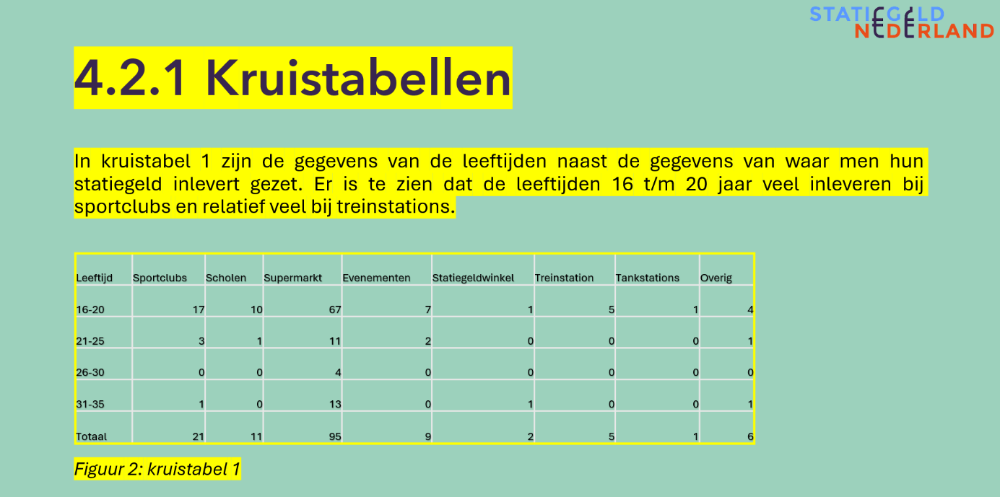 STATIEGELD
NEDERLAND
4.2.1 Kruistabellen
In kruistabel 1 zijn de gegevens van de leeftijden naast de gegevens van waar men hun
statiegeld inlevert gezet. Er is te zien dat de leeftijden 16 t/m 20 jaar veel inleveren bij
sportclubs en relatief veel bij treinstations.
Leeftijd Sportclubs Scholen Supermarkt Evenementen Statiegeldwinkel Treinstation Tankstations Overig
16-20 17 10 67 7 1 5 1 4
21-25 3 1 11 2 0 0 0 1
26-30 0 0 4 0 0 0 0 0
31-35 1 0 13 0 1 0 0 1
Totaal 21 11 95 9 2 5 1 6
Figuur 2: kruistabel 1